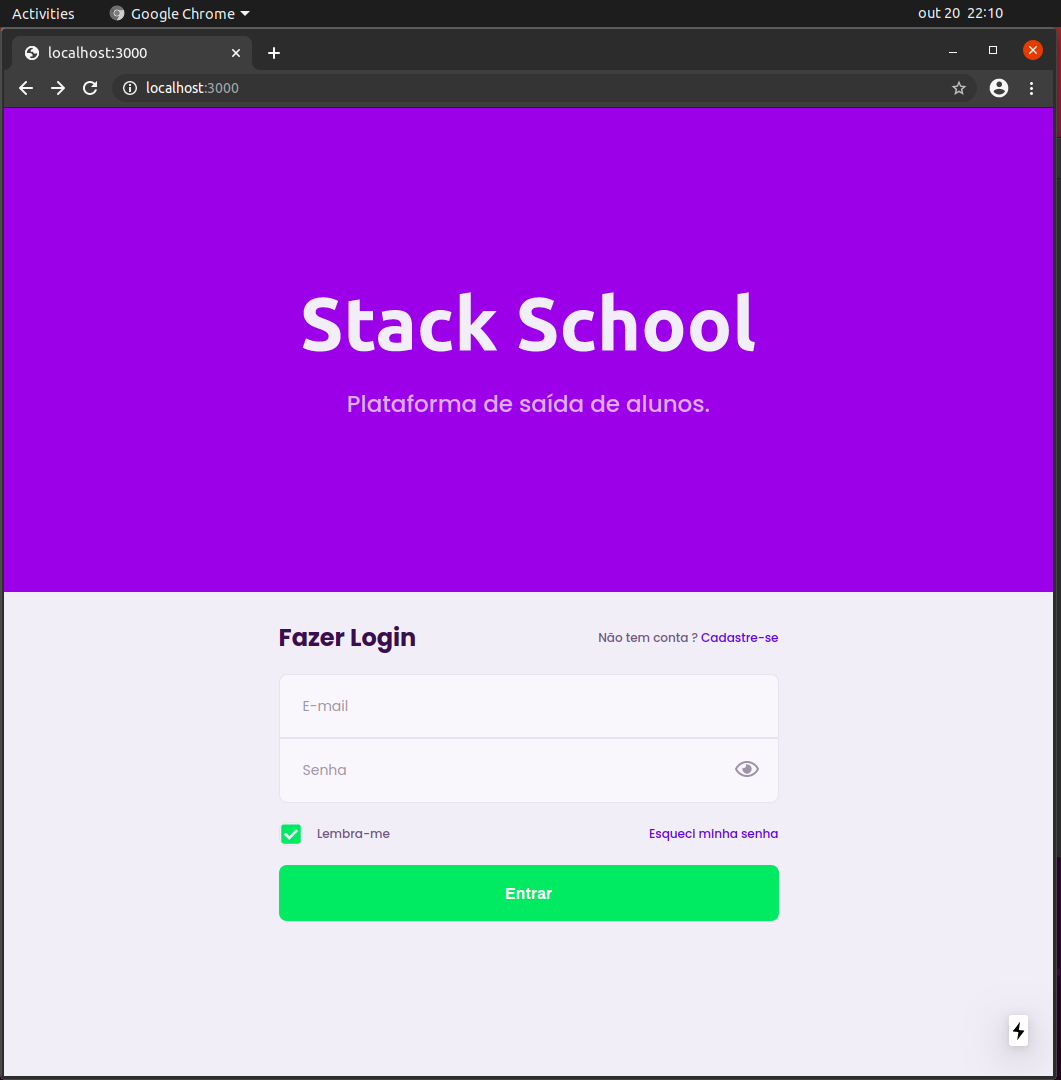 Activities
Google Chrome
out 20 22:10
localhost:3000
localhost:3000
Stack School
Plataforma de saída de alunos.
Fazer Login
Não tem conta ? Cadastre-se
E-mail
Senha
Lembra-me
Esqueci minha senha
Entrar